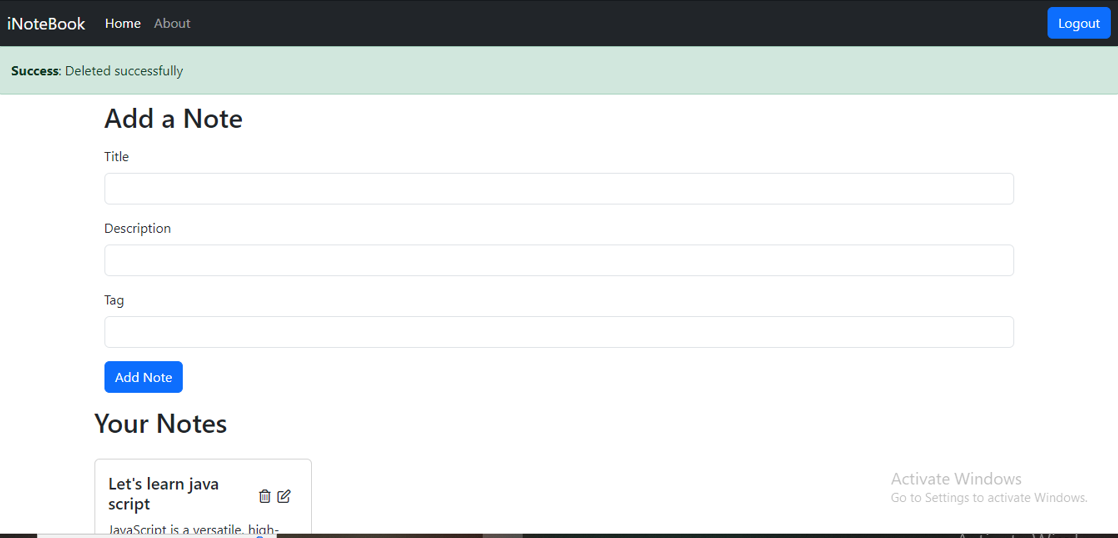 iNoteBook Home About Logout
Success: Deleted successfully
Add a Note
Title
Description
Tag
Add Note
Your Notes
Let's learn java
script
JavaScript is a versatile, high-
Activate Windows
Go to Settings to activate Windows.